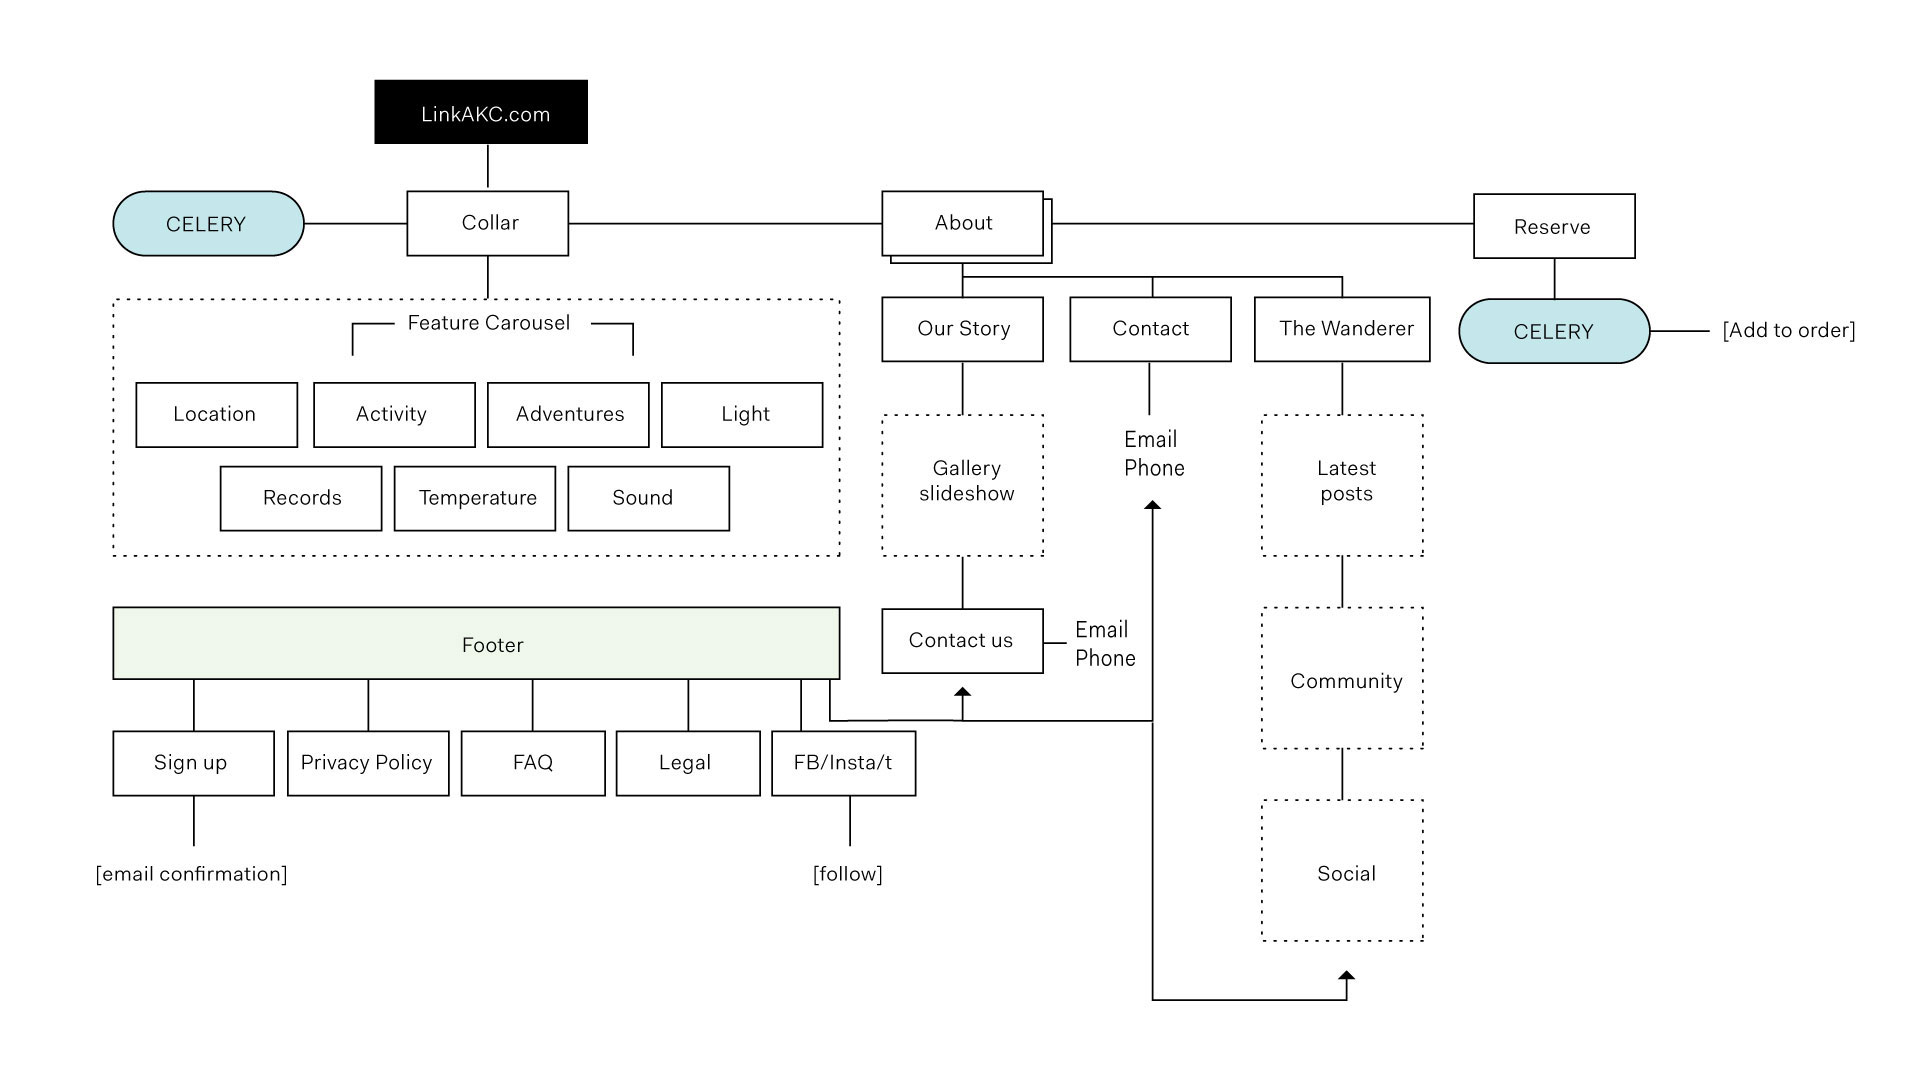 LinkAKC.com
CELERY
Collar
About
Reserve
Feature Carousel
Our Story
Contact
The Wanderer
CELERY
[Add to order]
Location
Activity
Adventures
Light
Records
Temperature
Sound
Gallery
slideshow
Email
Phone
Latest
posts
Footer
Contact us
Email
Phone
Community
Sign up
Privacy Policy
FAQ
Legal
FB/Insta/t
[email confirmation]
[follow]
Social